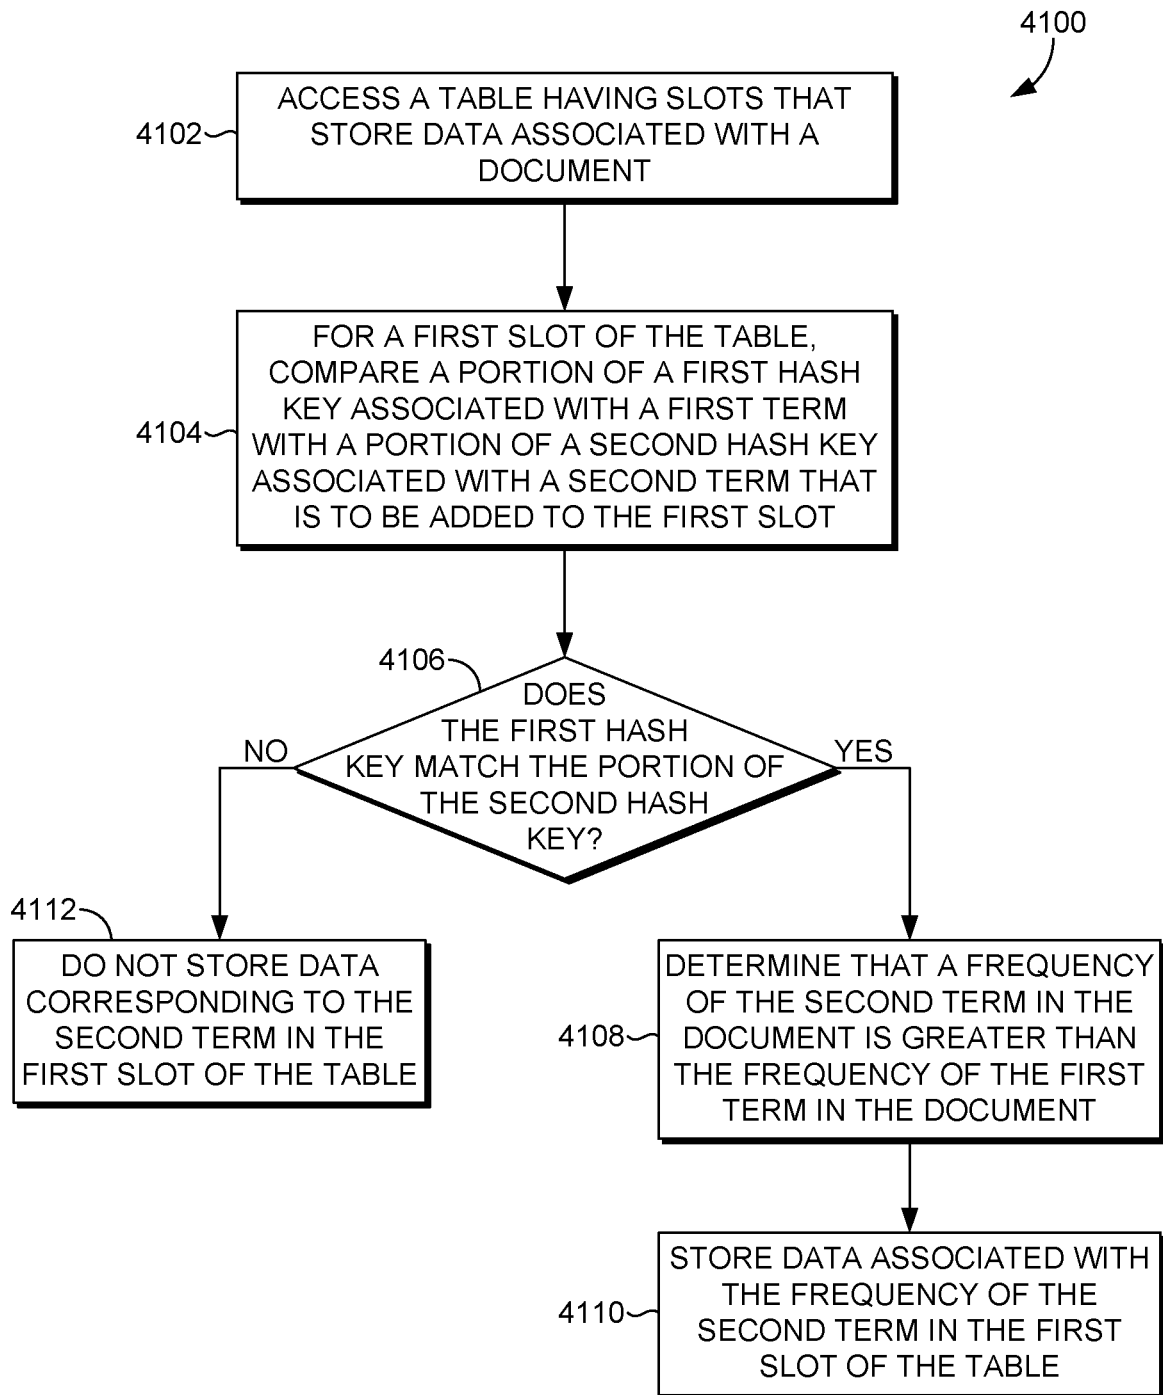 4100
ACCESS A TABLE HAVING SLOTS THAT
STORE DATA ASSOCIATED WITH A
DOCUMENT
4102
FOR A FIRST SLOT OF THE TABLE,
COMPARE A PORTION OF A FIRST HASH
KEY ASSOCIATED WITH A FIRST TERM
WITH A PORTION OF A SECOND HASH KEY
ASSOCIATED WITH A SECOND TERM THAT
IS TO BE ADDED TO THE FIRST SLOT
4104
4106
DOES
THE FIRST HASH
KEY MATCH THE PORTION OF
THE SECOND HASH
KEY?
NO
YES
4112
DO NOT STORE DATA
CORRESPONDING TO THE
SECOND TERM IN THE
FIRST SLOT OF THE TABLE
DETERMINE THAT A FREQUENCY
OF THE SECOND TERM IN THE
DOCUMENT IS GREATER THAN
THE FREQUENCY OF THE FIRST
TERM IN THE DOCUMENT
4108
STORE DATA ASSOCIATED WITH
THE FREQUENCY OF THE
SECOND TERM IN THE FIRST
SLOT OF THE TABLE
4110